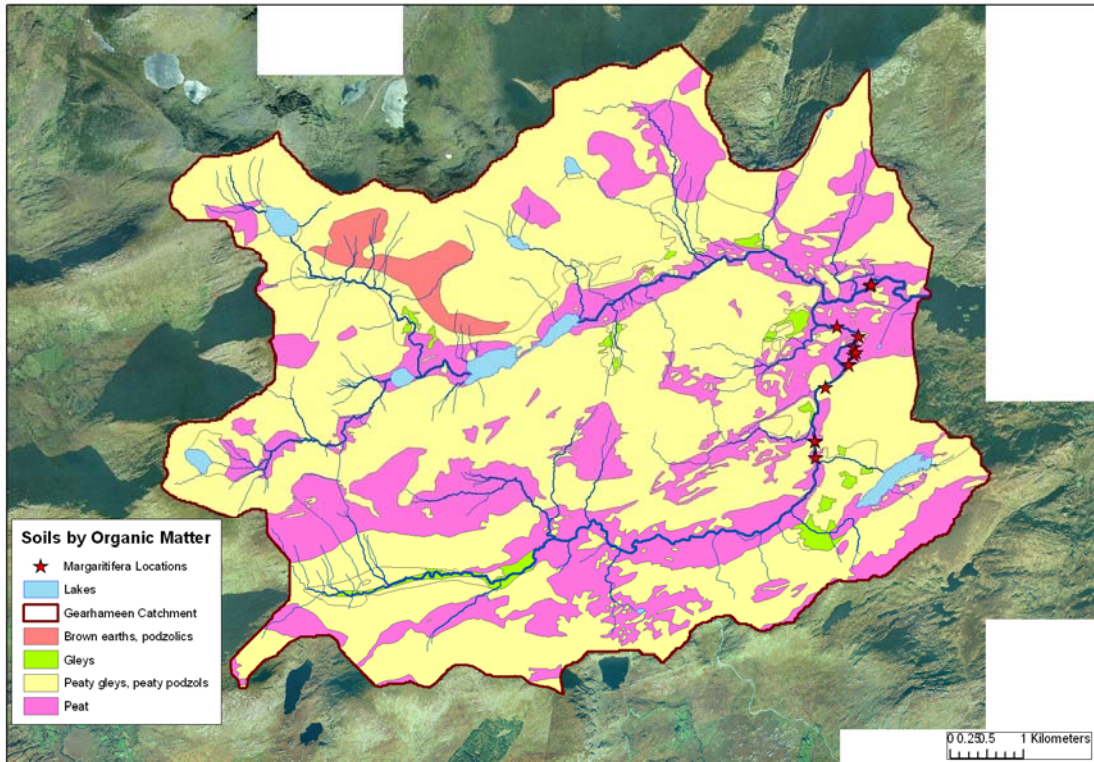 Soils by Organic Matter
Margaritifera Locations
Lakes
Gearhameen Catchment
Brown earths, podzolics
Gleys
Peaty gleys, peaty podzols
Peat
0 0.250.5 1 Kilometers